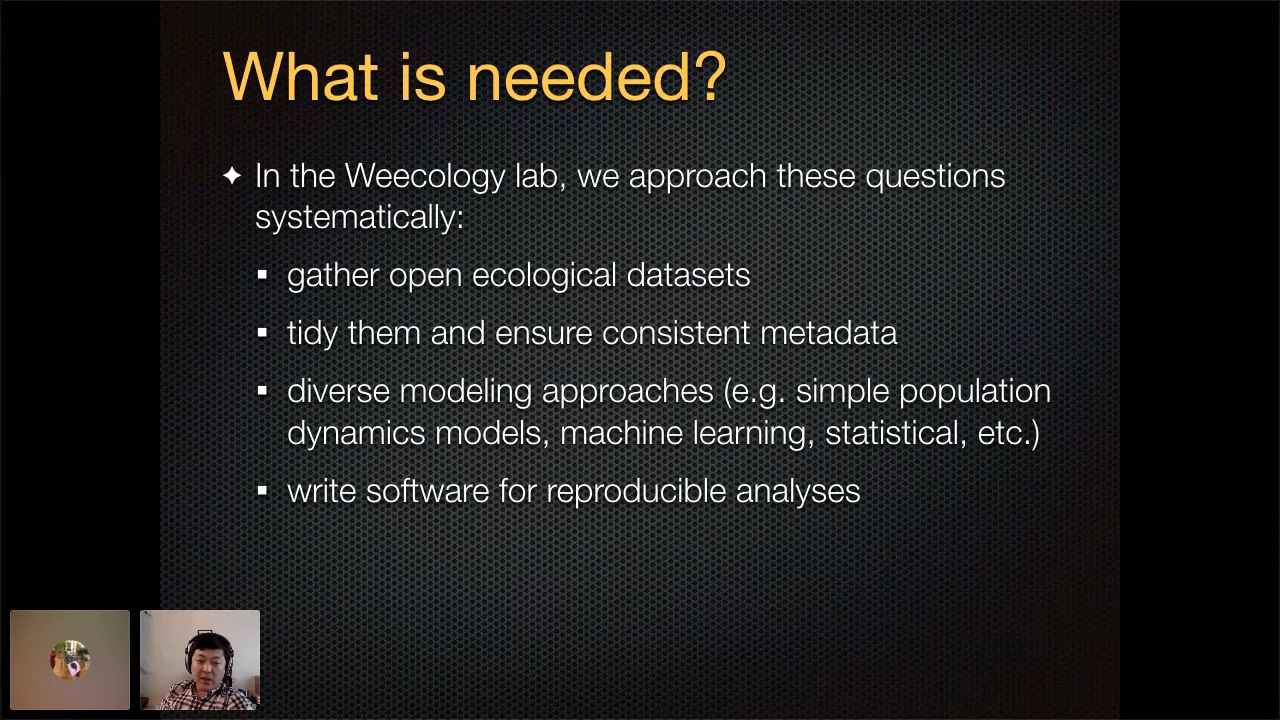 What is needed?
✦ In the Weecology lab, we approach these questions
systematically:
▪ gather open ecological datasets
▪ tidy them and ensure consistent metadata
▪ diverse modeling approaches (e.g. simple population
dynamics models, machine learning, statistical, etc.)
▪ write software for reproducible analyses